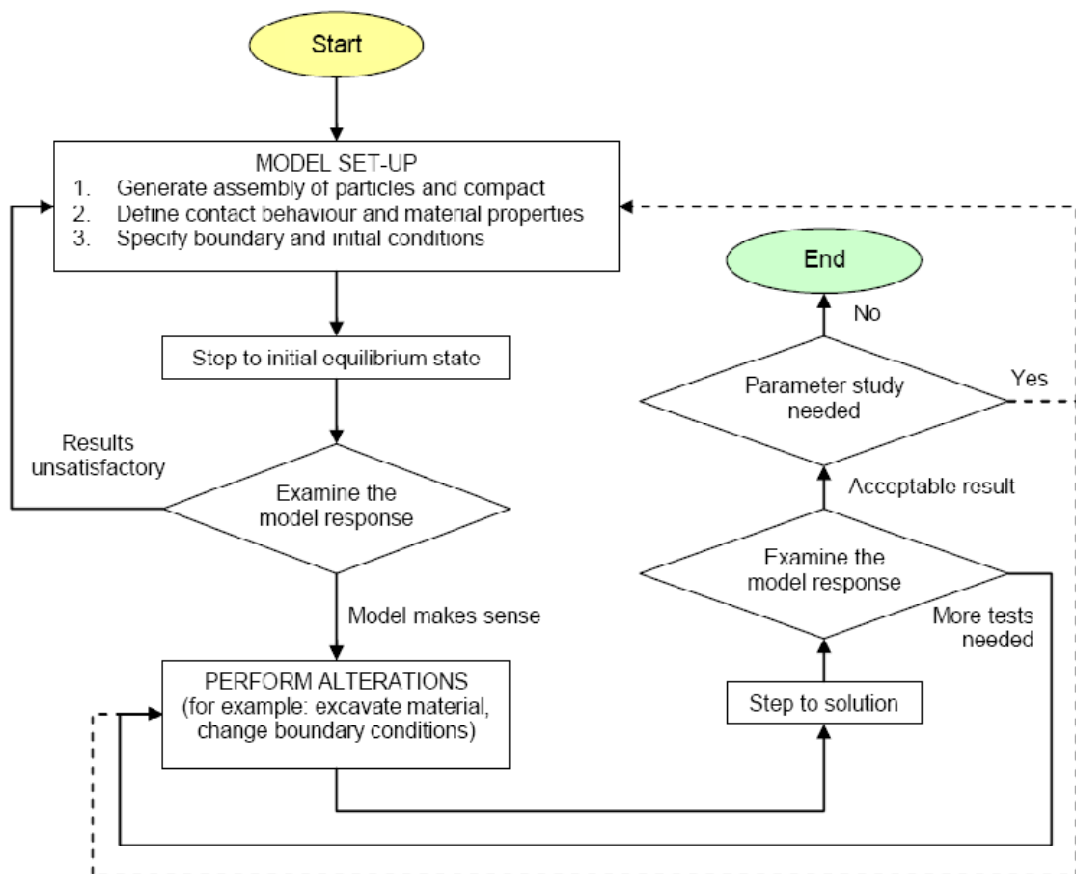 Start
MODEL SET-UP
1. Generate assembly of particles and compact
2. Define contact behaviour and material properties
3. Specify boundary and initial conditions
Step to initial equilibrium state
Results
unsatisfactory
Examine the
model response
Model makes sense
PERFORM ALTERATIONS
(for example: excavate material,
change boundary conditions)
End
No
Parameter study
needed
Yes
Acceptable result
Examine the
model response
More tests
needed
Step to solution